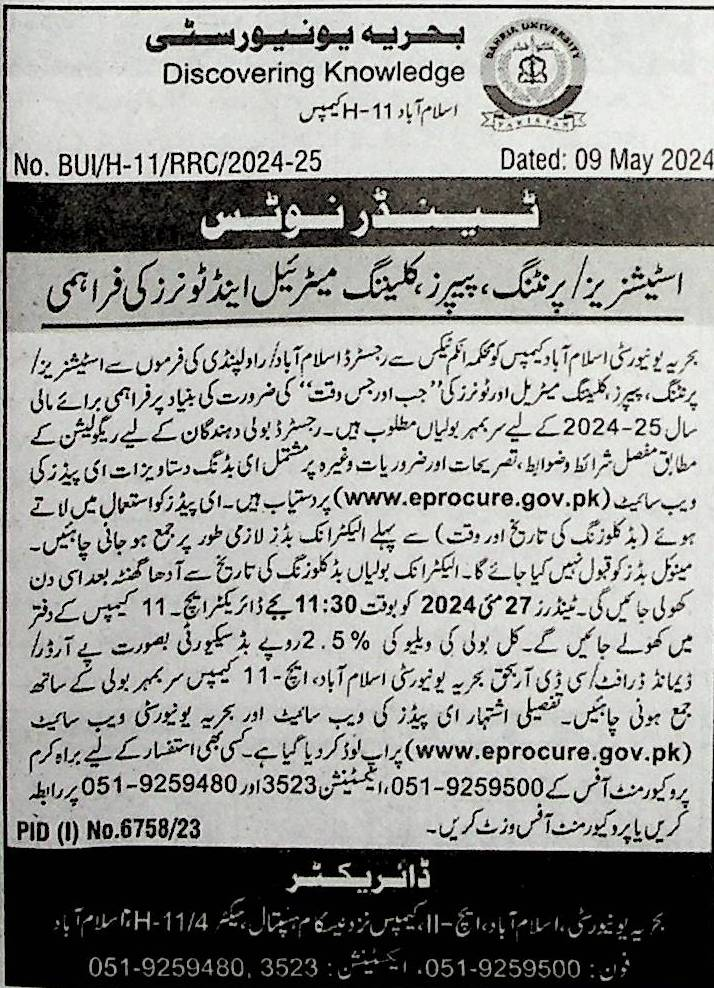 بحریہ یونیورسٹی
Discovering Knowledge
اسلام آباد H-11 کیمپس
BAHRIA UNIVERSITY
PAKISTAN
No. BUI/H-11/RRC/2024-25 Dated: 09 May 2024
ٹینڈر نوٹس
اسٹیشنریز/ پرنٹنگ، پیپرز، کلیننگ میٹرئیل اینڈ ٹونرز کی فراہمی
بحریہ یونیورسٹی اسلام آباد کیمپس کو محکمہ انکم ٹیکس سے رجسٹرڈ اسلام آباد/ راولپنڈی کی فرموں سے اسٹیشنریز/
پرنٹنگ، پیپرز، کلیننگ میٹریل اور ٹونرز کی "جب اور جس وقت" کی ضرورت کی بنیاد پر فراہمی برائے مالی
سال 2024-25 کے لیے سربمہر بولیاں مطلوب ہیں۔ رجسٹرڈ بولی دہندگان کے لیے ریگولیشن کے
مطابق مفصل شرائط و ضوابط، تصریحات اور ضروریات وغیرہ پر مشتمل ای بڈنگ دستاویزات ای پیڈز کی
ویب سائیٹ (www.eprocure.gov.pk) پر دستیاب ہیں۔ ای پیڈز کو استعمال میں لاتے
ہوئے (بڈ کلوزنگ کی تاریخ اور وقت) سے پہلے الیکٹرانک بڈز لازمی طور پر جمع ہو جانی چاہئیں۔
مینوئل بڈز کو قبول نہیں کیا جائے گا۔ الیکٹرانک بولیاں بڈ کلوزنگ کی تاریخ سے آدھا گھنٹہ بعد اسی دن
کھولی جائیں گی۔ ٹینڈرز 27 مئی 2024 کو بوقت 11:30 بجے ڈائریکٹر ایچ۔ 11 کیمپس کے دفتر
میں کھولے جائیں گے۔ کل بولی کی ویلیو کی 2.5% روپے بڈ سیکیورٹی بصورت پے آرڈر/
ڈیمانڈ ڈرافٹ/ سی ڈی آر بحق بحریہ یونیورسٹی اسلام آباد، ایچ-11 کیمپس سربمہر بولی کے ساتھ
جمع ہونی چائیں۔ تفصیلی اشتہار ای پیڈز کی ویب سائیٹ اور بحریہ یونیورسٹی ویب سائیٹ
(www.eprocure.gov.pk) پر اپ لوڈ کر دیا گیا ہے۔ کسی بھی استفسار کے لیے براہ کرم
پروکیورمنٹ آفس کے 051-9259500، ایکسٹینشن 3523 اور 051-9259480 پر رابطہ
کریں یا پروکیورمنٹ آفس وزٹ کریں۔ PID (I) No.6758/23
ڈائریکٹر
بحریہ یونیورسٹی، اسلام آباد، ایچ-II، کیمپس نزد نیسکام ہسپتال، سیکٹر H-11/4، اسلام آباد
فون : 051-9259500، ایکسٹینشن : 3523 ,051-9259480